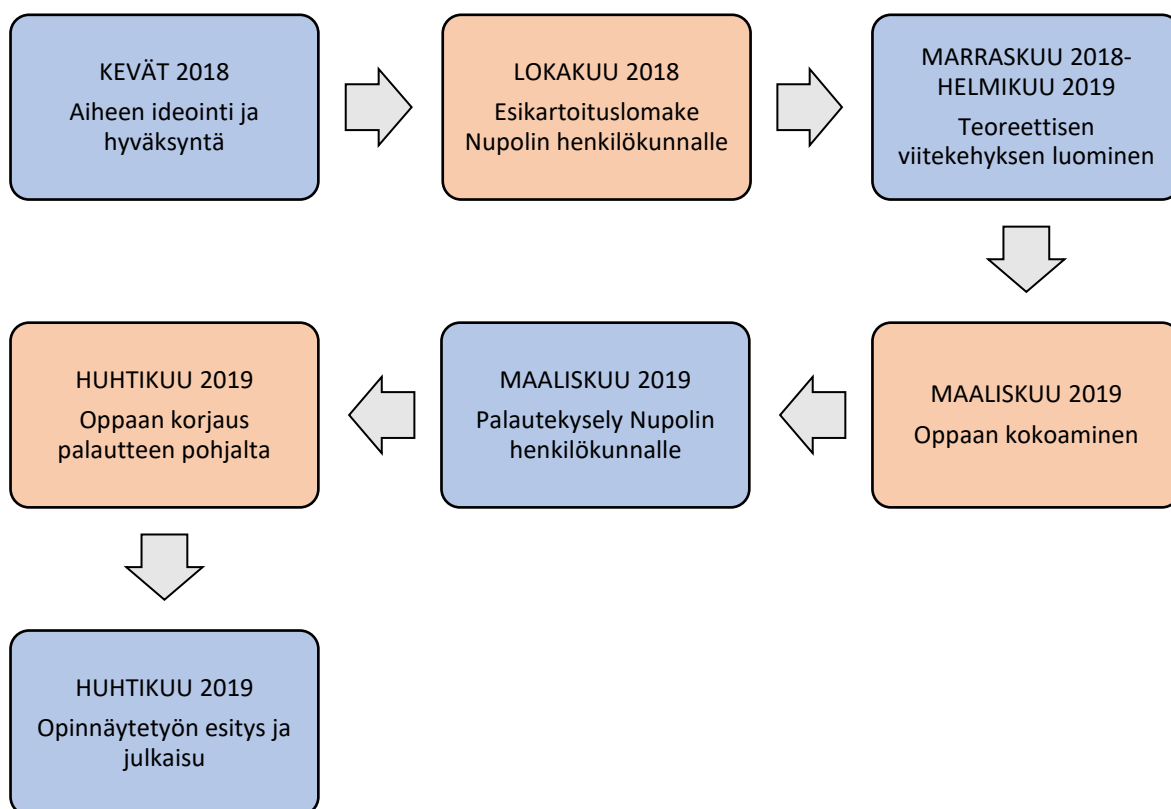 KEVÄT 2018
Aiheen ideointi ja
hyväksyntä
LOKAKUU 2018
Esikartoituslomake
Nupolin henkilökunnalle
MARRASKUU 2018-
HELMIKUU 2019
Teoreettisen
viitekehyksen luominen
MAALISKUU 2019
Oppaan kokoaminen
MAALISKUU 2019
Palautekysely Nupolin
henkilökunnalle
HUHTIKUU 2019
Oppaan korjaus
palautteen pohjalta
HUHTIKUU 2019
Opinnäytetyön esitys ja
julkaisu